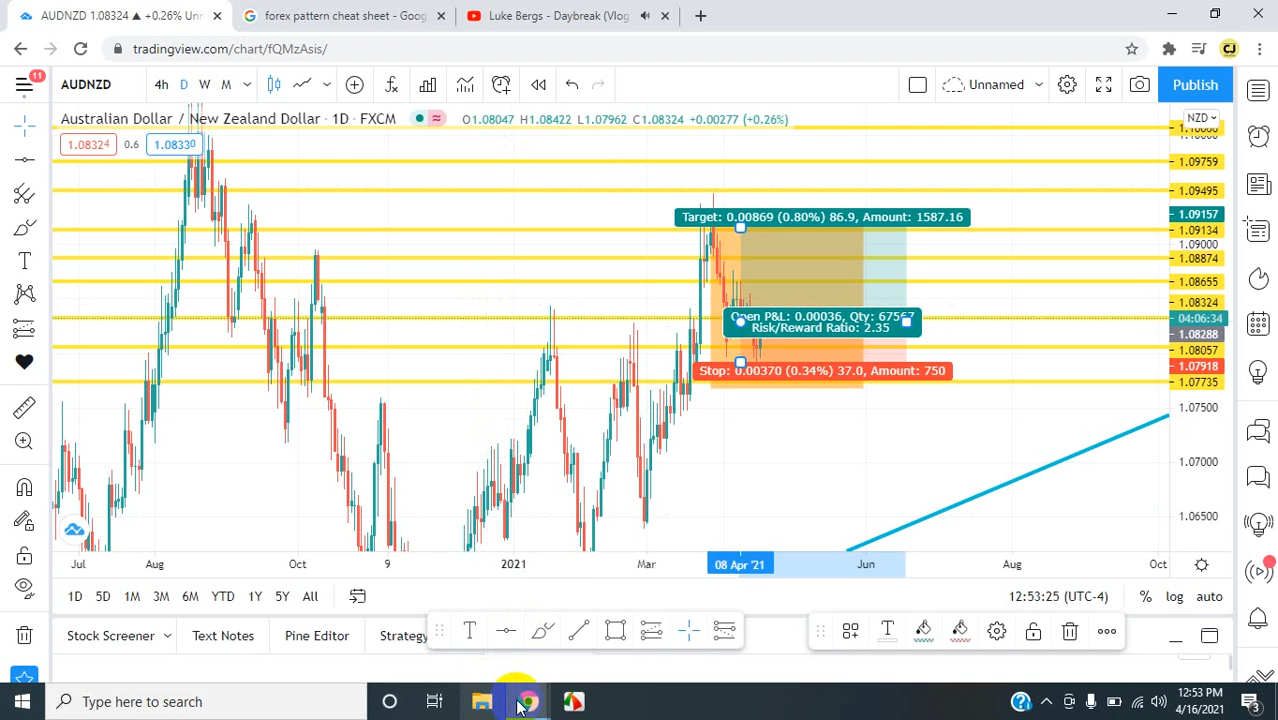 AUDNZD 1.08324 ▲ +0.26% Unn
forex pattern cheat sheet - Goog
Luke Bergs - Daybreak (Vlog
tradingview.com/chart/fQMzAsis/
CJ
11
AUDNZD
4h D W M
Unnamed
Publish
Australian Dollar / New Zealand Dollar · 1D · FXCM
O1.08047 H1.08422 L1.07962 C1.08324 +0.00277 (+0.26%)
NZD
1.08324 0.6 1.08330
1.10000
1.09759
1.09495
1.09157
1.09134
1.09000
1.08874
1.08655
1.08324
04:06:34
1.08288
1.08057
1.07918
1.07735
1.07500
1.07000
1.06500
Target: 0.00869 (0.80%) 86.9, Amount: 1587.16
Open P&L: 0.00036, Qty: 67567
Risk/Reward Ratio: 2.35
Stop: 0.00370 (0.34%) 37.0, Amount: 750
Jul Aug Oct 9 2021 Mar 08 Apr '21 Jun Aug Oct
1D 5D 1M 3M 6M YTD 1Y 5Y All
12:53:25 (UTC-4) % log auto
Stock Screener Text Notes Pine Editor Strategy
Type here to search
12:53 PM
4/16/2021
3